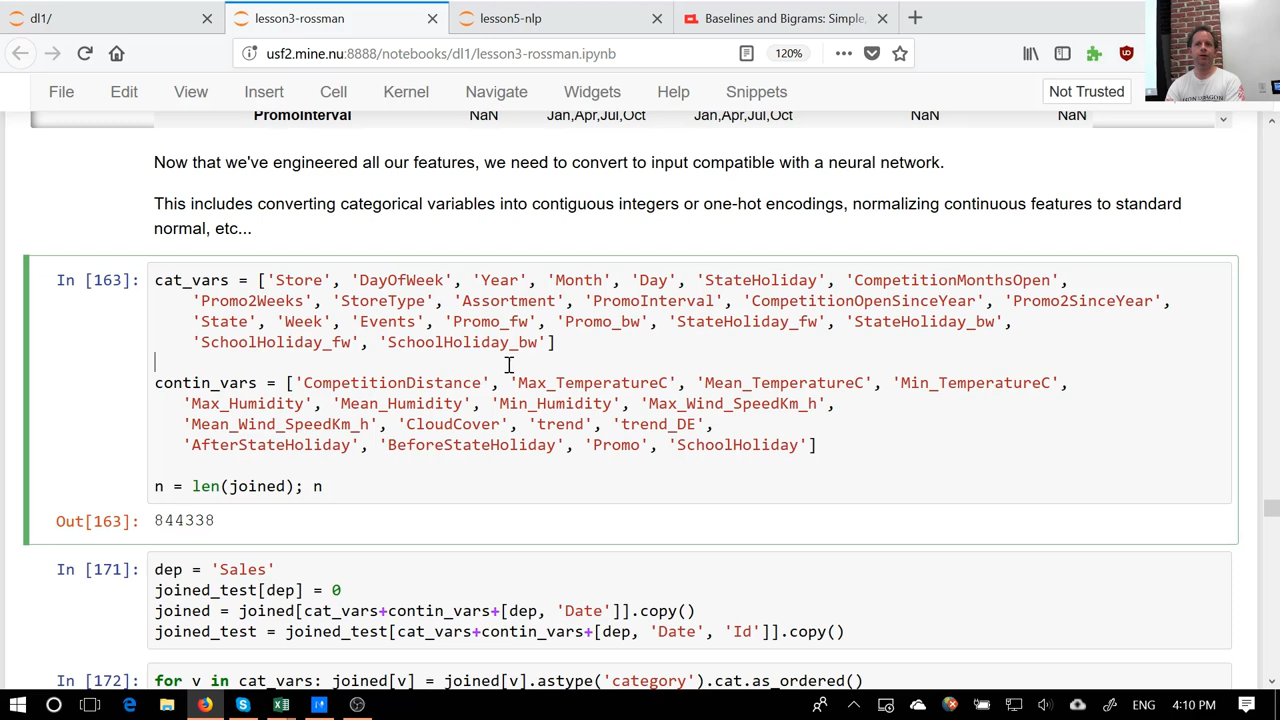 dl1/
lesson3-rossman
lesson5-nlp
Baselines and Bigrams: Simple,
usf2.mine.nu:8888/notebooks/dl1/lesson3-rossman.ipynb
120%
File Edit View Insert Cell Kernel Navigate Widgets Help Snippets
Not Trusted
PromoInterval NaN Jan,Apr,Jul,Oct Jan,Apr,Jul,Oct NaN NaN
Now that we've engineered all our features, we need to convert to input compatible with a neural network.
This includes converting categorical variables into contiguous integers or one-hot encodings, normalizing continuous features to standard
normal, etc...
In [163]: cat_vars = ['Store', 'DayOfWeek', 'Year', 'Month', 'Day', 'StateHoliday', 'CompetitionMonthsOpen',
'Promo2Weeks', 'StoreType', 'Assortment', 'PromoInterval', 'CompetitionOpenSinceYear', 'Promo2SinceYear',
'State', 'Week', 'Events', 'Promo_fw', 'Promo_bw', 'StateHoliday_fw', 'StateHoliday_bw',
'SchoolHoliday_fw', 'SchoolHoliday_bw']
contin_vars = ['CompetitionDistance', 'Max_TemperatureC', 'Mean_TemperatureC', 'Min_TemperatureC',
'Max_Humidity', 'Mean_Humidity', 'Min_Humidity', 'Max_Wind_SpeedKm_h',
'Mean_Wind_SpeedKm_h', 'CloudCover', 'trend', 'trend_DE',
'AfterStateHoliday', 'BeforeStateHoliday', 'Promo', 'SchoolHoliday']
n = len(joined); n
Out[163]: 844338
In [171]: dep = 'Sales'
joined_test[dep] = 0
joined = joined[cat_vars+contin_vars+[dep, 'Date']].copy()
joined_test = joined_test[cat_vars+contin_vars+[dep, 'Date', 'Id']].copy()
In [172]: for v in cat_vars: joined[v] = joined[v].astype('category').cat.as_ordered()
ENG 4:10 PM